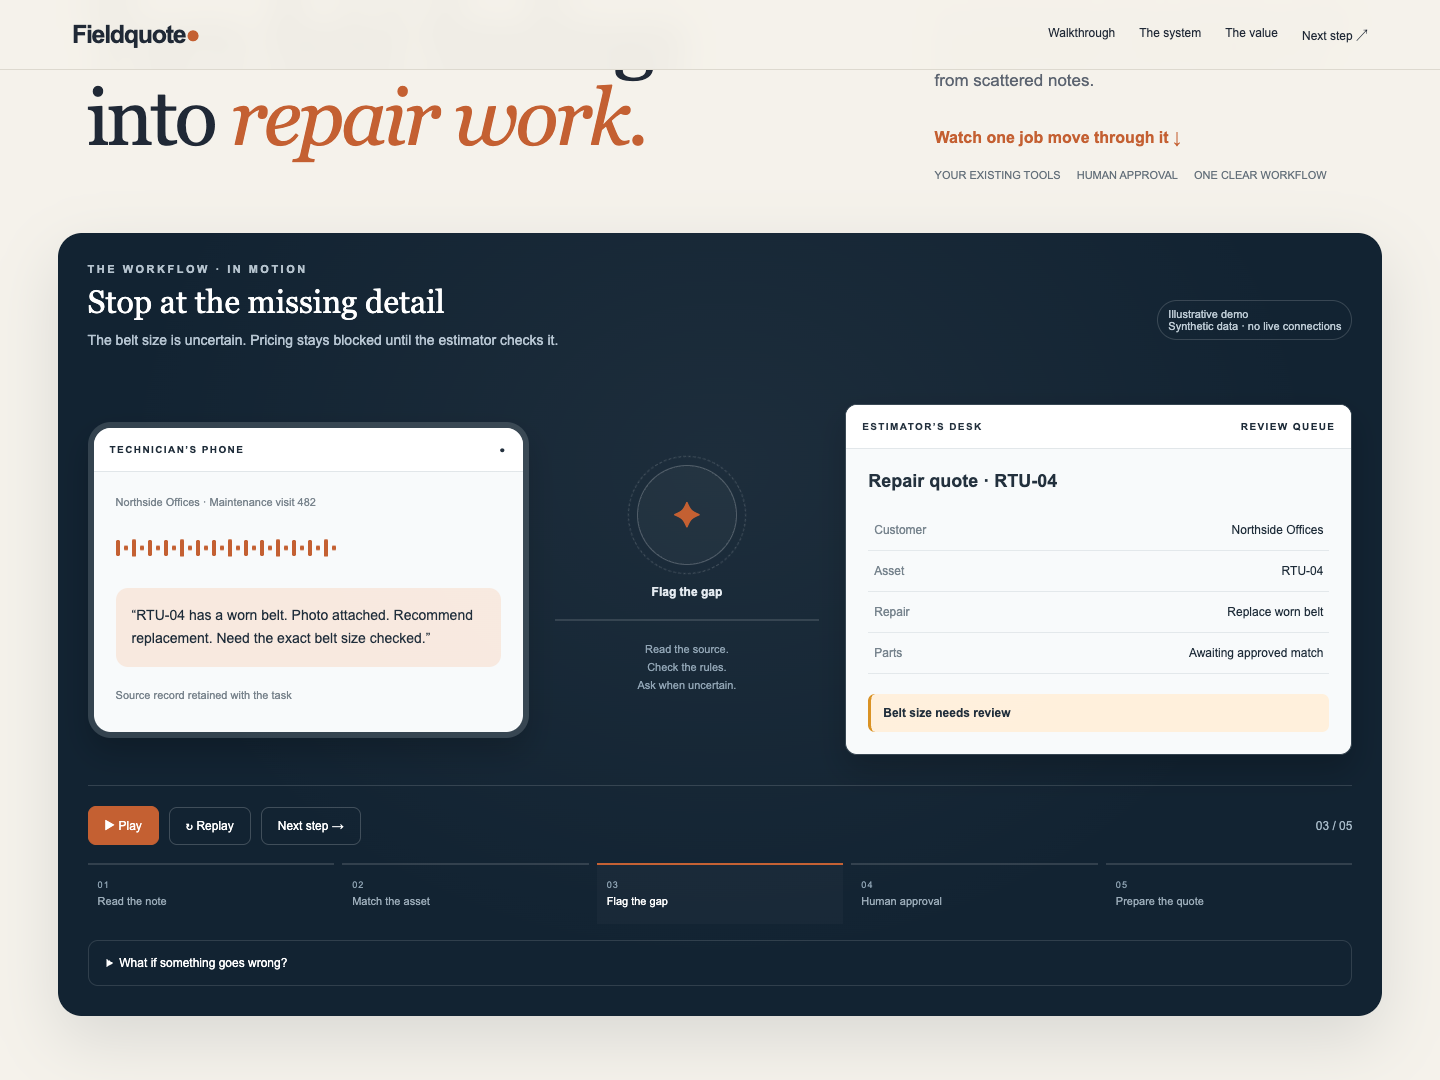 Fieldquote
Walkthrough
The system
The value
Next step ↗
into repair work.
from scattered notes.
Watch one job move through it ↓
YOUR EXISTING TOOLS
HUMAN APPROVAL
ONE CLEAR WORKFLOW
THE WORKFLOW · IN MOTION
Stop at the missing detail
The belt size is uncertain. Pricing stays blocked until the estimator checks it.
Illustrative demo
Synthetic data · no live connections
TECHNICIAN’S PHONE
Northside Offices · Maintenance visit 482
“RTU-04 has a worn belt. Photo attached. Recommend
replacement. Need the exact belt size checked.”
Source record retained with the task
Flag the gap
Read the source.
Check the rules.
Ask when uncertain.
ESTIMATOR’S DESK
REVIEW QUEUE
Repair quote · RTU-04
Customer
Northside Offices
Asset
RTU-04
Repair
Replace worn belt
Parts
Awaiting approved match
Belt size needs review
▶ Play
↻ Replay
Next step →
03 / 05
01
Read the note
02
Match the asset
03
Flag the gap
04
Human approval
05
Prepare the quote
▶ What if something goes wrong?